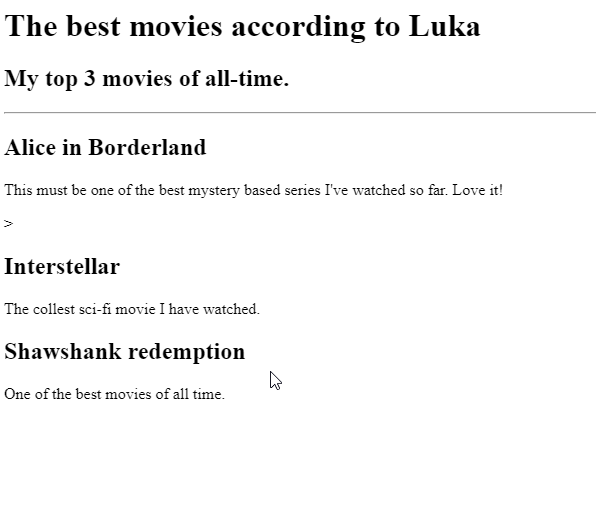 The best movies according to Luka
My top 3 movies of all-time.
Alice in Borderland
This must be one of the best mystery based series I've watched so far. Love it!
>
Interstellar
The collest sci-fi movie I have watched.
Shawshank redemption
One of the best movies of all time.